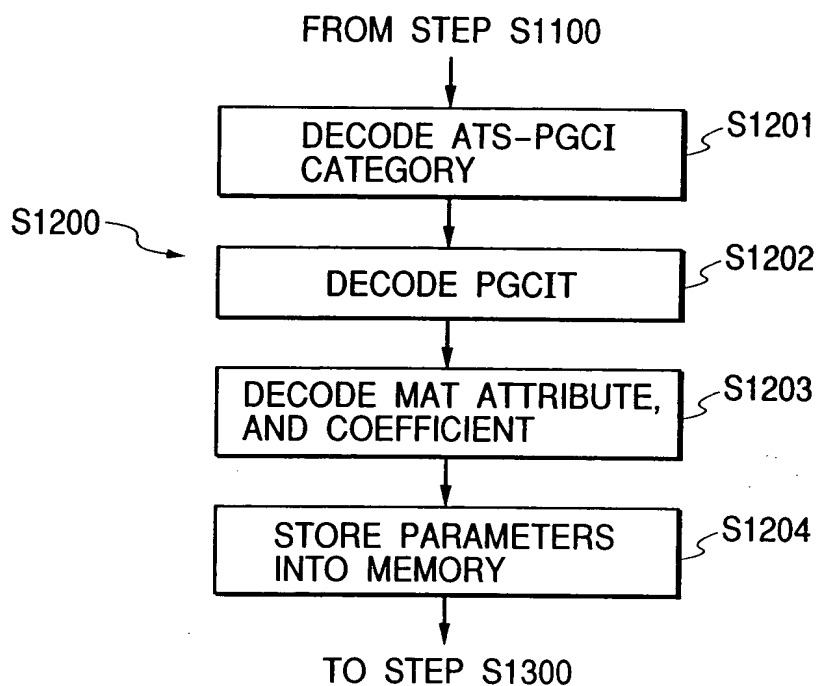 FROM STEP S1100
DECODE ATS-PGCI
CATEGORY
S1201
S1200
DECODE PGCIT
S1202
DECODE MAT ATTRIBUTE,
AND COEFFICIENT
S1203
STORE PARAMETERS
INTO MEMORY
S1204
TO STEP S1300